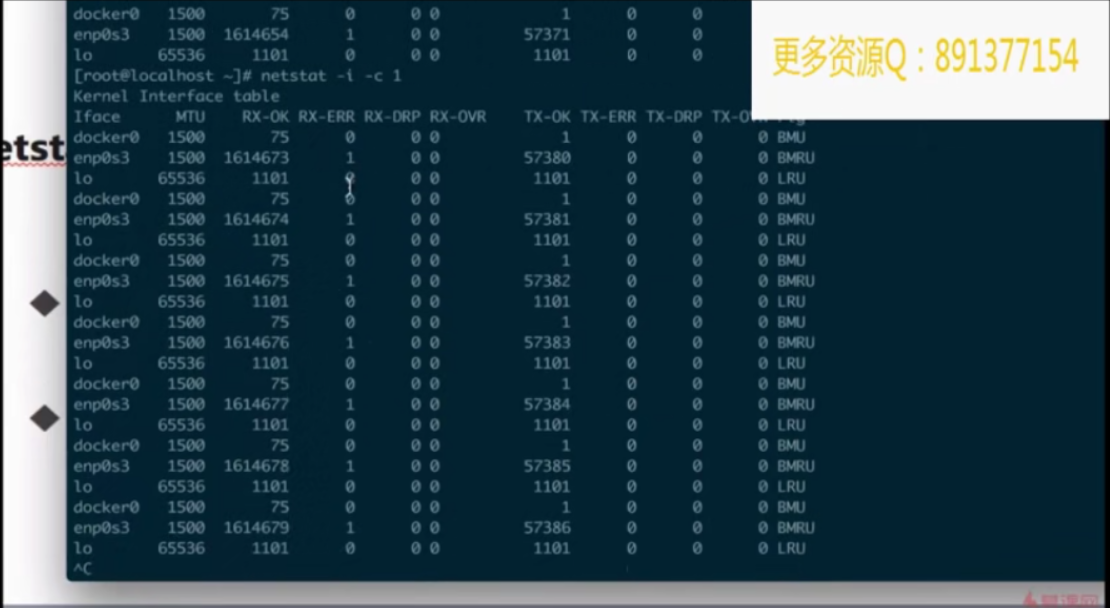 docker0 1500 75 0 0 0 1 0 0
enp0s3 1500 1614654 1 0 0 57371 0 0
lo 65536 1101 0 0 0 1101 0 0
更多资源Q：891377154
[root@localhost ~]# netstat -i -c 1
Kernel Interface table
Iface MTU RX-OK RX-ERR RX-DRP RX-OVR TX-OK TX-ERR TX-DRP
docker0 1500 75 0 0 0 1 0 0 0 BMU
etst
enp0s3 1500 1614673 1 0 0 57380 0 0 0 BMRU
lo 65536 1101 0 0 0 1101 0 0 0 LRU
docker0 1500 75 0 0 0 1 0 0 0 BMU
enp0s3 1500 1614674 1 0 0 57381 0 0 0 BMRU
lo 65536 1101 0 0 0 1101 0 0 0 LRU
docker0 1500 75 0 0 0 1 0 0 0 BMU
enp0s3 1500 1614675 1 0 0 57382 0 0 0 BMRU
lo 65536 1101 0 0 0 1101 0 0 0 LRU
docker0 1500 75 0 0 0 1 0 0 0 BMU
enp0s3 1500 1614676 1 0 0 57383 0 0 0 BMRU
lo 65536 1101 0 0 0 1101 0 0 0 LRU
docker0 1500 75 0 0 0 1 0 0 0 BMU
enp0s3 1500 1614677 1 0 0 57384 0 0 0 BMRU
lo 65536 1101 0 0 0 1101 0 0 0 LRU
docker0 1500 75 0 0 0 1 0 0 0 BMU
enp0s3 1500 1614678 1 0 0 57385 0 0 0 BMRU
lo 65536 1101 0 0 0 1101 0 0 0 LRU
docker0 1500 75 0 0 0 1 0 0 0 BMU
enp0s3 1500 1614679 1 0 0 57386 0 0 0 BMRU
lo 65536 1101 0 0 0 1101 0 0 0 LRU
^C